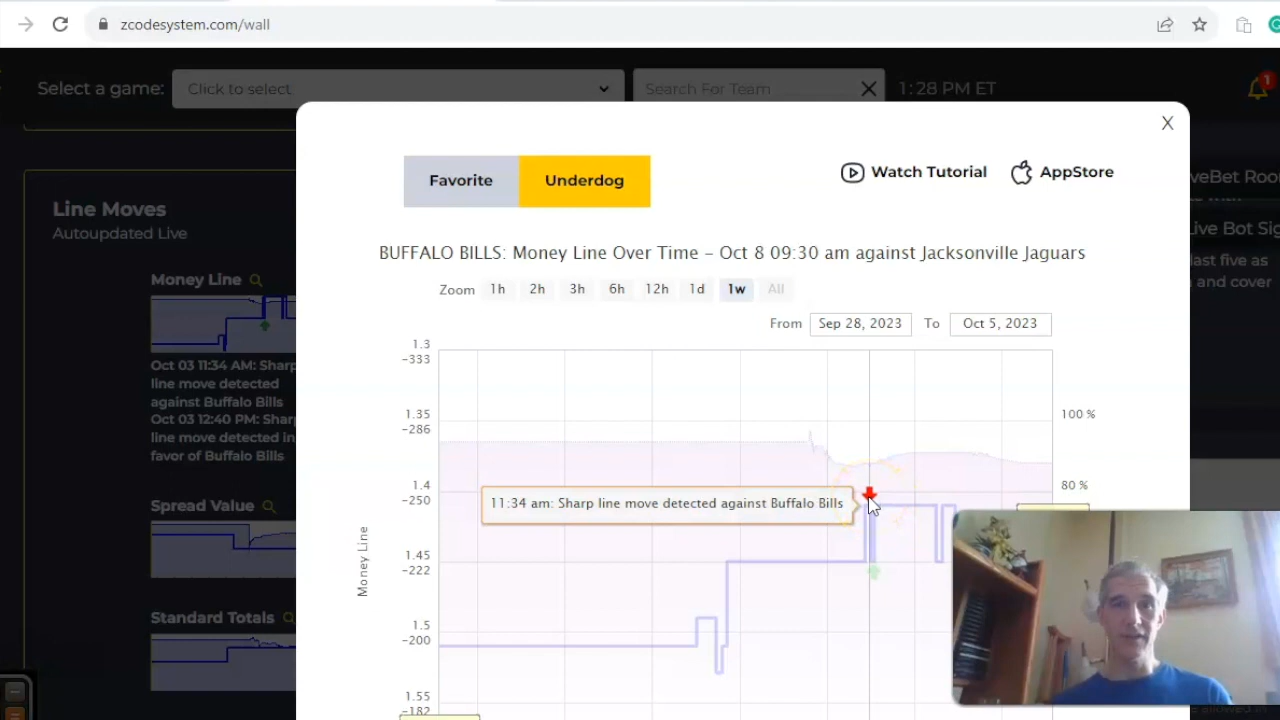 zcodesystem.com/wall
Select a game:
Click to select
Search For Team
1:28 PM ET
1
X
Favorite
Underdog
Watch Tutorial
AppStore
Line Moves
Autoupdated Live
BUFFALO BILLS: Money Line Over Time – Oct 8 09:30 am against Jacksonville Jaguars
Zoom 1h 2h 3h 6h 12h 1d 1w All
From Sep 28, 2023 To Oct 5, 2023
Money Line
Oct 03 11:34 AM: Sharp
line move detected
against Buffalo Bills
Oct 03 12:40 PM: Sharp
line move detected in
favor of Buffalo Bills
Spread Value
Standard Totals
1.3
-333
1.35
-286
1.4
-250
1.45
-222
1.5
-200
1.55
-182
Money Line
11:34 am: Sharp line move detected against Buffalo Bills
100 %
80 %
veBet Roo
ive Bot Sig
last five as
and cover